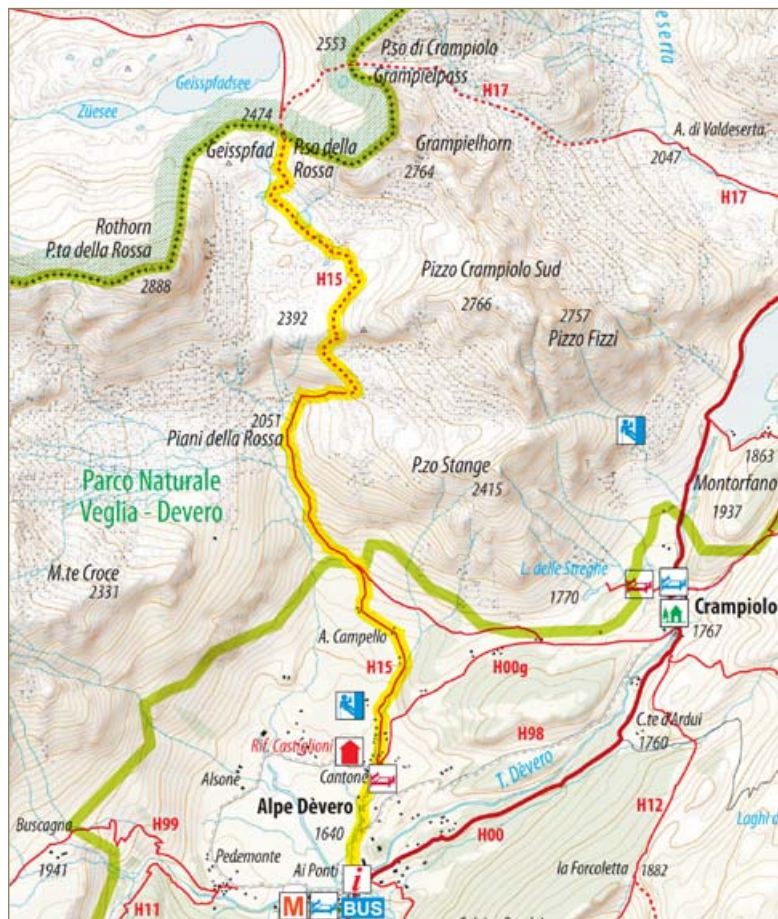 2553
P.so di Crampiolo
Grampielpass
eserta
Geisspfadsee
Züesee
H17
2474
Geisspfad
P.so della
Rossa
Grampielhorn
2764
A. di Valdeserta
2047
H17
Rothorn
P.ta della Rossa
2888
H15
Pizzo Crampiolo Sud
2766
2757
Pizzo Fizzi
2392
2051
Piani della Rossa
Parco Naturale
Veglia - Devero
P.zo Stange
2415
1863
Montorfano
1937
M.te Croce
2331
L. delle Streghe
1770
Crampiolo
1767
A. Campello
H15
H00g
Rif. Castiglioni
H98
C.te d'Ardui
1760
T. Dèvero
Alsone
Cantone
Alpe Dèvero
1640
H00
H12
Laghi d
Buscagna
H99
1941
Pedemonte
Ai Ponti
i
la Forcoletta
1882
H11
M
BUS